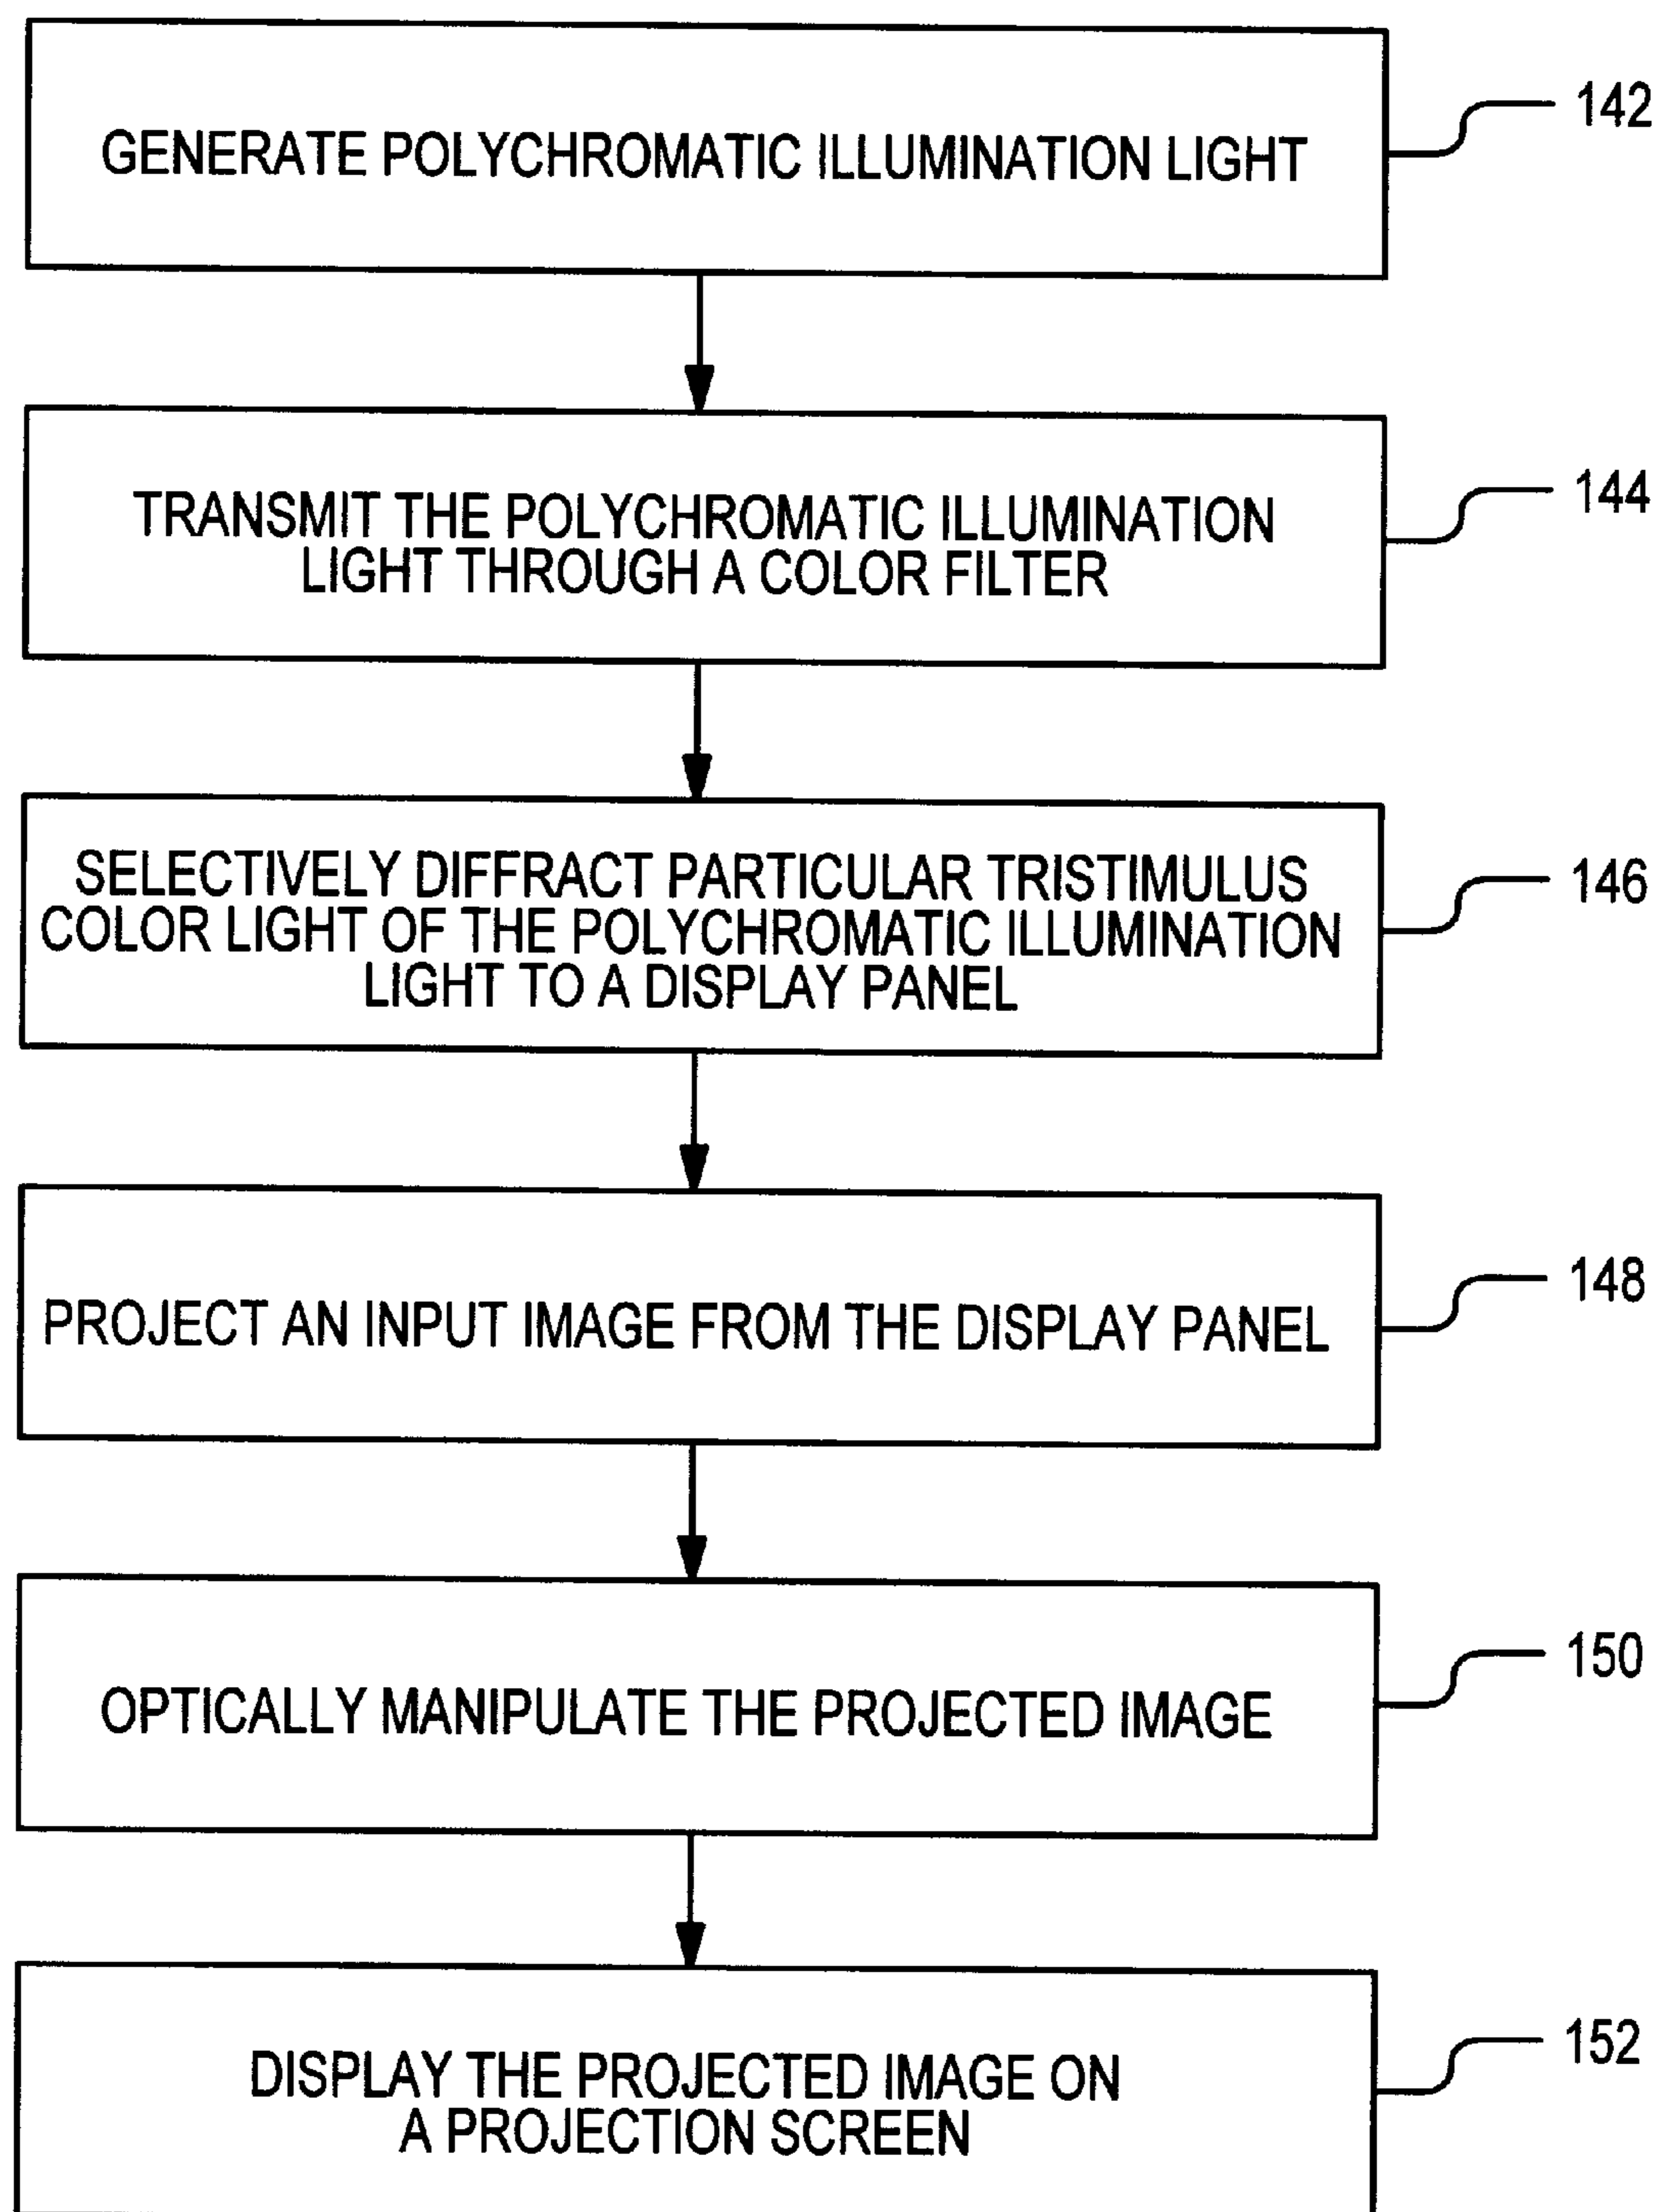 GENERATE POLYCHROMATIC ILLUMINATION LIGHT
142
TRANSMIT THE POLYCHROMATIC ILLUMINATION
LIGHT THROUGH A COLOR FILTER
144
SELECTIVELY DIFFRACT PARTICULAR TRISTIMULUS
COLOR LIGHT OF THE POLYCHROMATIC ILLUMINATION
LIGHT TO A DISPLAY PANEL
146
PROJECT AN INPUT IMAGE FROM THE DISPLAY PANEL
148
OPTICALLY MANIPULATE THE PROJECTED IMAGE
150
DISPLAY THE PROJECTED IMAGE ON
A PROJECTION SCREEN
152